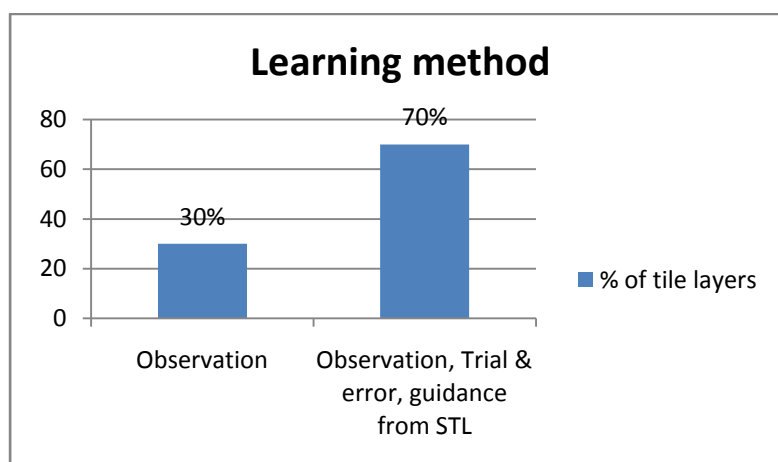 Learning method
80
60
40
20
0
30%
70%
Observation
Observation, Trial &
error, guidance
from STL
% of tile layers